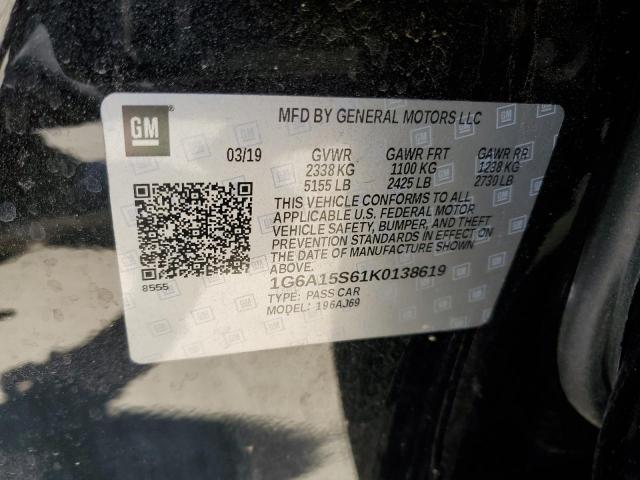 GM
®
MFD BY GENERAL MOTORS LLC
03/19 GVWR GAWR FRT GAWR RR
2338 KG 1100 KG 1238 KG
5155 LB 2425 LB 2730 LB
THIS VEHICLE CONFORMS TO ALL
APPLICABLE U.S. FEDERAL MOTOR
VEHICLE SAFETY, BUMPER, AND THEFT
PREVENTION STANDARDS IN EFFECT ON
THE DATE OF MANUFACTURE SHOWN
ABOVE.
8555
1G6A15S61K0138619
TYPE: PASS CAR
MODEL: 196AJ69